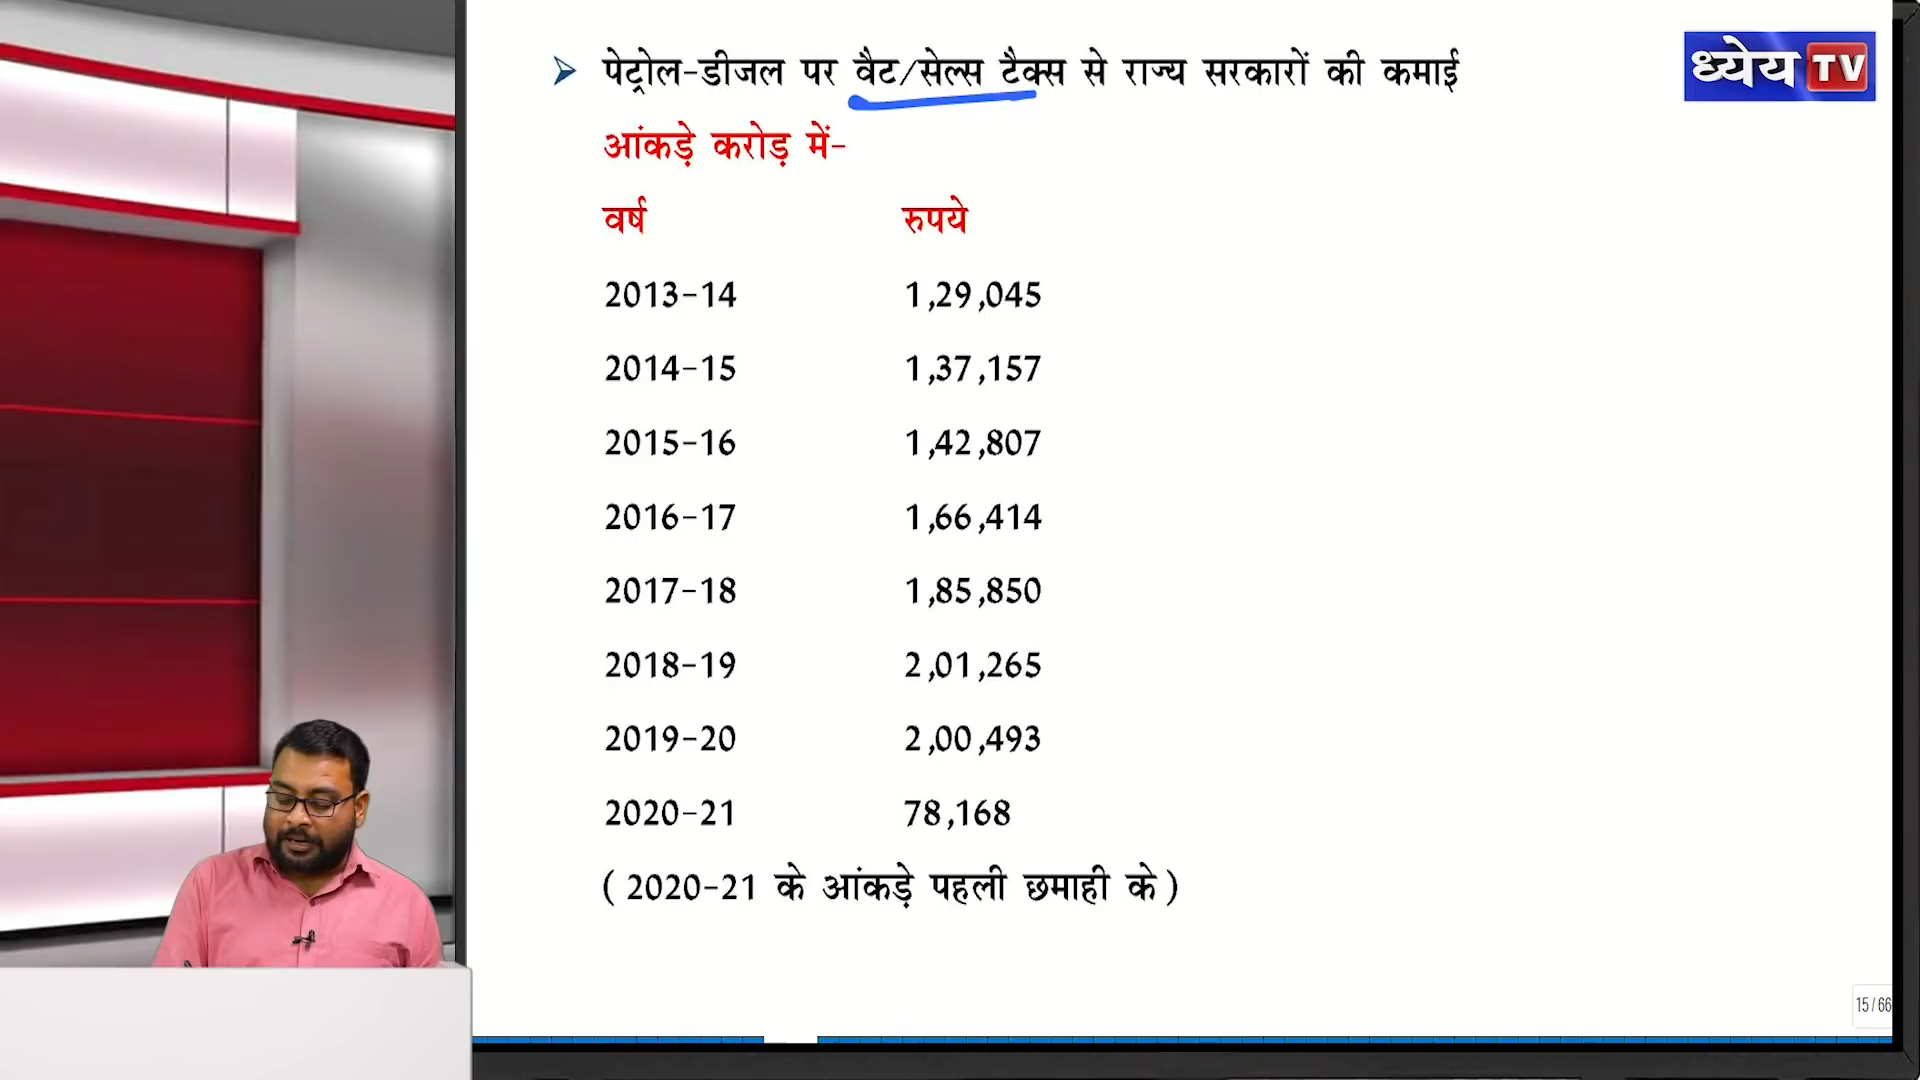 ➢ पेट्रोल-डीजल पर वैट/सेल्स टैक्स से राज्य सरकारों की कमाई
ध्येय TV
आंकड़े करोड़ में-
वर्ष रुपये
2013-14 1,29,045
2014-15 1,37,157
2015-16 1,42,807
2016-17 1,66,414
2017-18 1,85,850
2018-19 2,01,265
2019-20 2,00,493
2020-21 78,168
(2020-21 के आंकड़े पहली छमाही के)
15/66